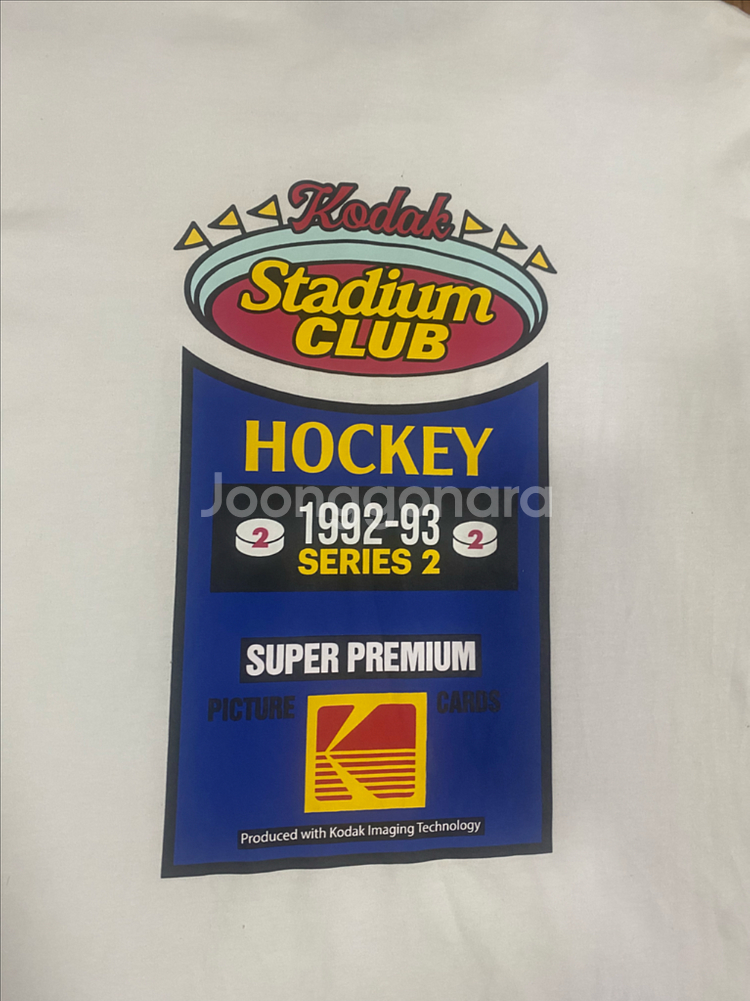 Kodak
Stadium
CLUB
HOCKEY
Joonggonara
2 1992-93 2
SERIES 2
SUPER PREMIUM
PICTURE CARDS
Produced with Kodak Imaging Technology